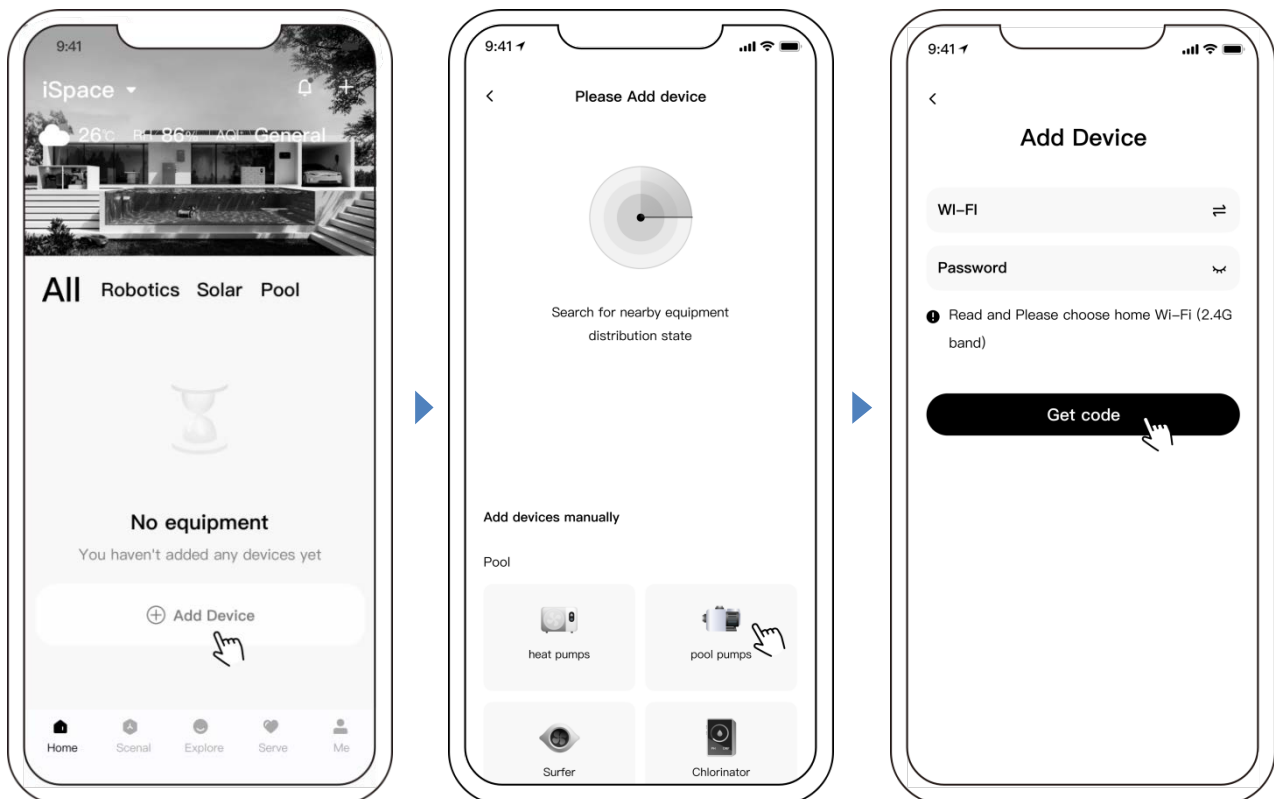 9:41
iSpace
26°C RH 86% AQI General
All Robotics Solar Pool
No equipment
You haven't added any devices yet
Add Device
Home Scenal Explore Serve Me
9:41
Please Add device
Search for nearby equipment
distribution state
Add devices manually
Pool
heat pumps pool pumps
Surfer Chlorinator
9:41
Add Device
WI-FI
Password
Read and Please choose home Wi-Fi (2.4G
band)
Get code